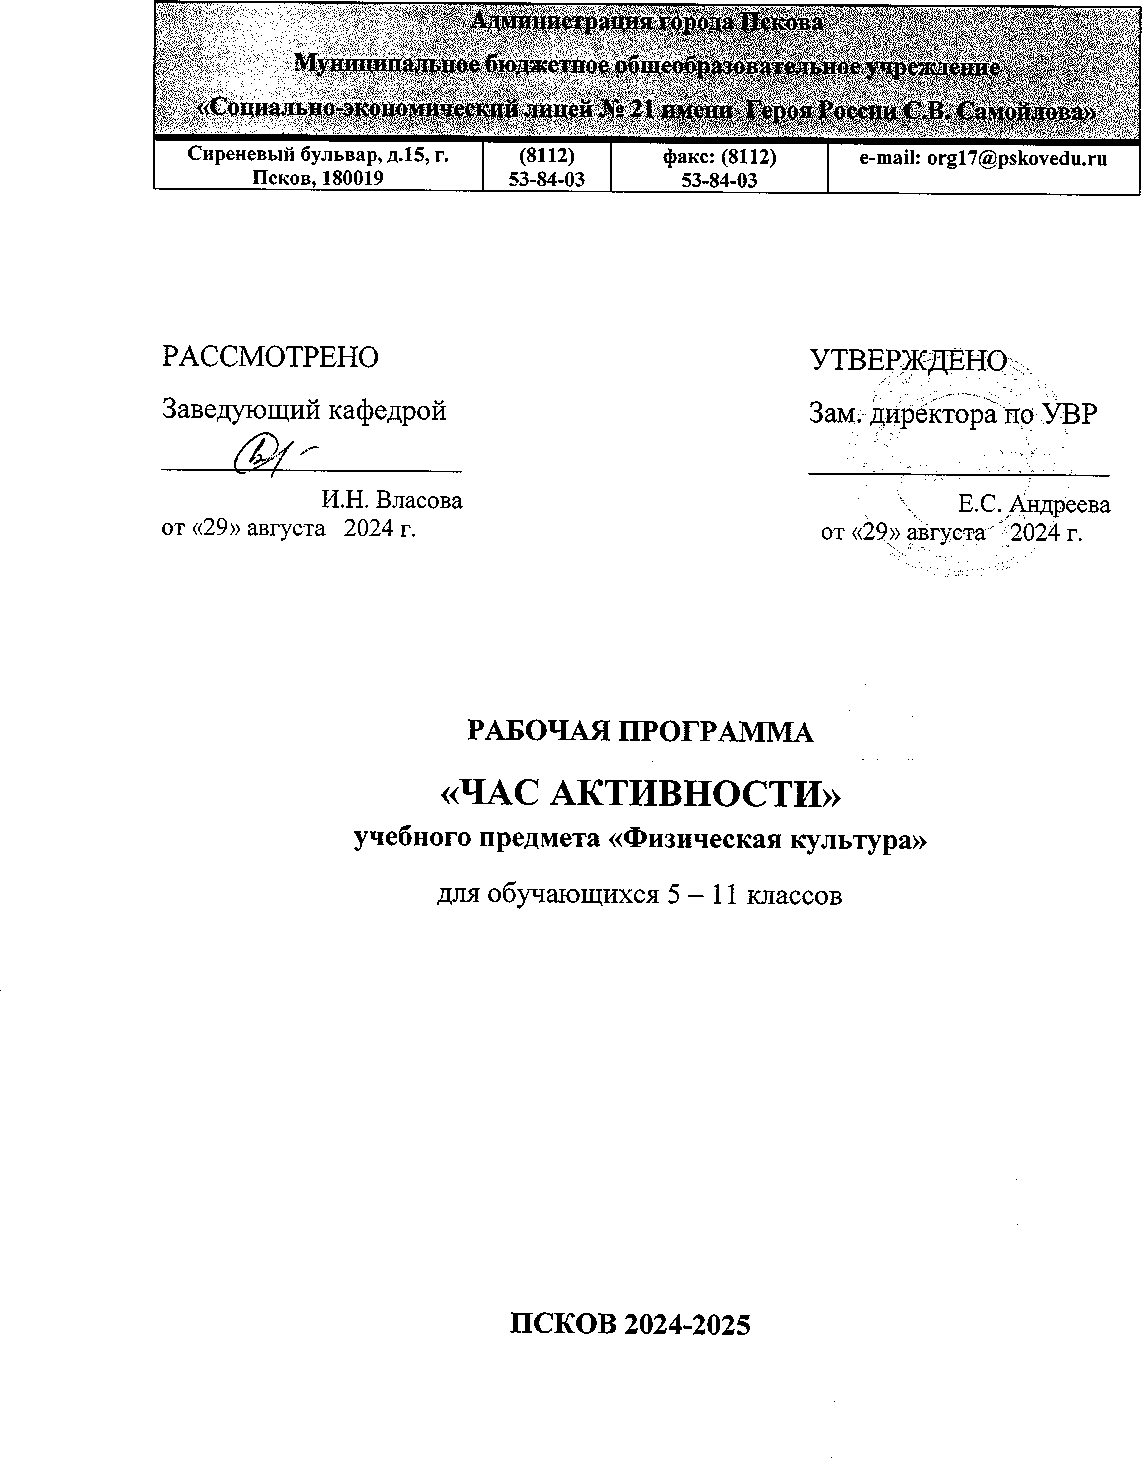 Администрация города Пскова
Муниципальное бюджетное общеобразовательное учреждение
«Социально-экономический лицей № 21 имени Героя России С.В. Самойлова»
Сиреневый бульвар, д.15, г. Псков, 180019
(8112) 53-84-03
факс: (8112) 53-84-03
e-mail: org17@pskovedu.ru
РАССМОТРЕНО
Заведующий кафедрой
И.Н. Власова
от «29» августа 2024 г.
УТВЕРЖДЕНО
Зам. директора по УВР
Е.С. Андреева
от «29» августа 2024 г.
РАБОЧАЯ ПРОГРАММА
«ЧАС АКТИВНОСТИ»
учебного предмета «Физическая культура»
для обучающихся 5 – 11 классов
ПСКОВ 2024-2025